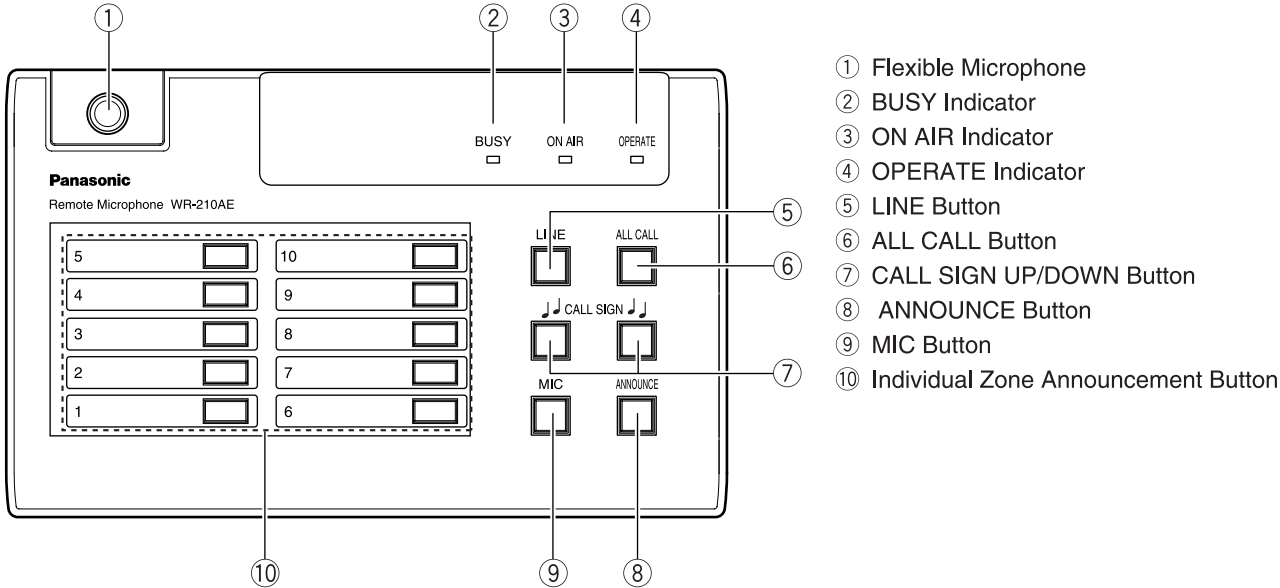 ① ② ③ ④
BUSY ON AIR OPERATE
Panasonic
Remote Microphone WR-210AE
5 10
4 9
3 8
2 7
1 6
LINE ALL CALL
CALL SIGN
MIC ANNOUNCE
⑤
⑥
⑦
⑩ ⑨ ⑧
① Flexible Microphone
② BUSY Indicator
③ ON AIR Indicator
④ OPERATE Indicator
⑤ LINE Button
⑥ ALL CALL Button
⑦ CALL SIGN UP/DOWN Button
⑧ ANNOUNCE Button
⑨ MIC Button
⑩ Individual Zone Announcement Button